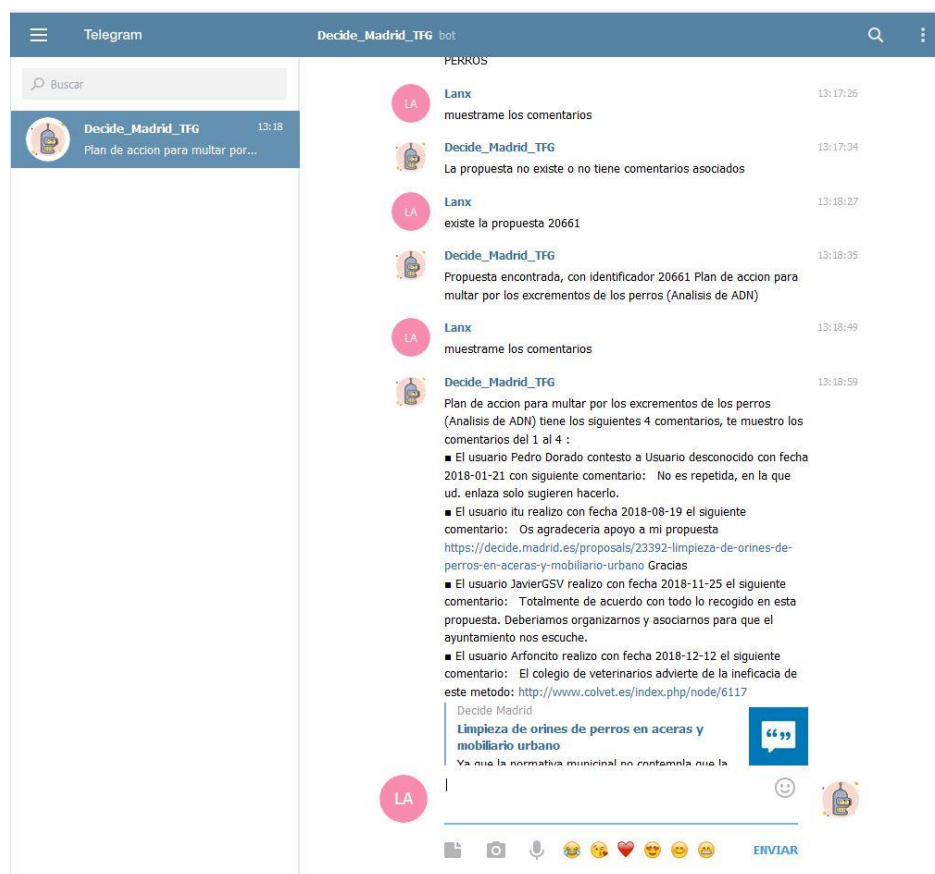 Telegram
Decide_Madrid_TFG bot
Buscar
Decide_Madrid_TFG 13:18
Plan de accion para multar por...
PERROS
LA
Lanx 13:17:26
muestrame los comentarios
Decide_Madrid_TFG 13:17:34
La propuesta no existe o no tiene comentarios asociados
LA
Lanx 13:18:27
existe la propuesta 20661
Decide_Madrid_TFG 13:18:35
Propuesta encontrada, con identificador 20661 Plan de accion para
multar por los excrementos de los perros (Analisis de ADN)
LA
Lanx 13:18:49
muestrame los comentarios
Decide_Madrid_TFG 13:18:59
Plan de accion para multar por los excrementos de los perros
(Analisis de ADN) tiene los siguientes 4 comentarios, te muestro los
comentarios del 1 al 4 :
■ El usuario Pedro Dorado contesto a Usuario desconocido con fecha
2018-01-21 con siguiente comentario: No es repetida, en la que
ud. enlaza solo sugieren hacerlo.
■ El usuario itu realizo con fecha 2018-08-19 el siguiente
comentario: Os agradeceria apoyo a mi propuesta
https://decide.madrid.es/proposals/23392-limpieza-de-orines-de-
perros-en-aceras-y-mobiliario-urbano Gracias
■ El usuario JavierGSV realizo con fecha 2018-11-25 el siguiente
comentario: Totalmente de acuerdo con todo lo recogido en esta
propuesta. Deberiamos organizarnos y asociarnos para que el
ayuntamiento nos escuche.
■ El usuario Arfoncito realizo con fecha 2018-12-12 el siguiente
comentario: El colegio de veterinarios advierte de la ineficacia de
este metodo: http://www.colvet.es/index.php/node/6117
Decide Madrid
Limpieza de orines de perros en aceras y
mobiliario urbano
Ya que la normativa municipal no contempla que la
LA
ENVIAR